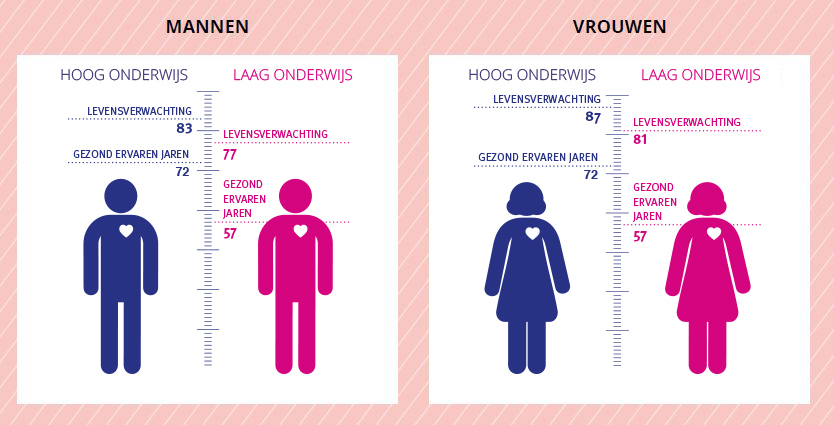 MANNEN
HOOG ONDERWIJS
LAAG ONDERWIJS
LEVENSVERWACHTING
83
LEVENSVERWACHTING
77
GEZOND ERVAREN JAREN
72
GEZOND
ERVAREN
JAREN
57
VROUWEN
HOOG ONDERWIJS
LAAG ONDERWIJS
LEVENSVERWACHTING
87
LEVENSVERWACHTING
81
GEZOND ERVAREN JAREN
72
GEZOND
ERVAREN
JAREN
57